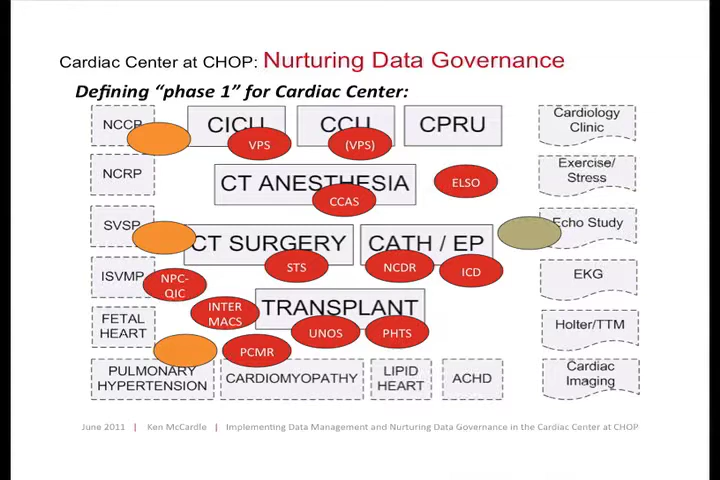 Cardiac Center at CHOP: Nurturing Data Governance
Defining “phase 1” for Cardiac Center:
NCCP
CICU
CCU
CPRU
Cardiology
Clinic
VPS
(VPS)
NCRP
CT ANESTHESIA
ELSO
Exercise/
Stress
CCAS
SVSP
CT SURGERY
CATH / EP
Echo Study
STS
NCDR
ICD
ISVMP
NPC-
QIC
EKG
INTER
MACS
TRANSPLANT
FETAL
HEART
UNOS
PHTS
Holter/TTM
PCMR
PULMONARY
HYPERTENSION
CARDIOMYOPATHY
LIPID
HEART
ACHD
Cardiac
Imaging
June 2011 | Ken McCardle | Implementing Data Management and Nurturing Data Governance in the Cardiac Center at CHOP